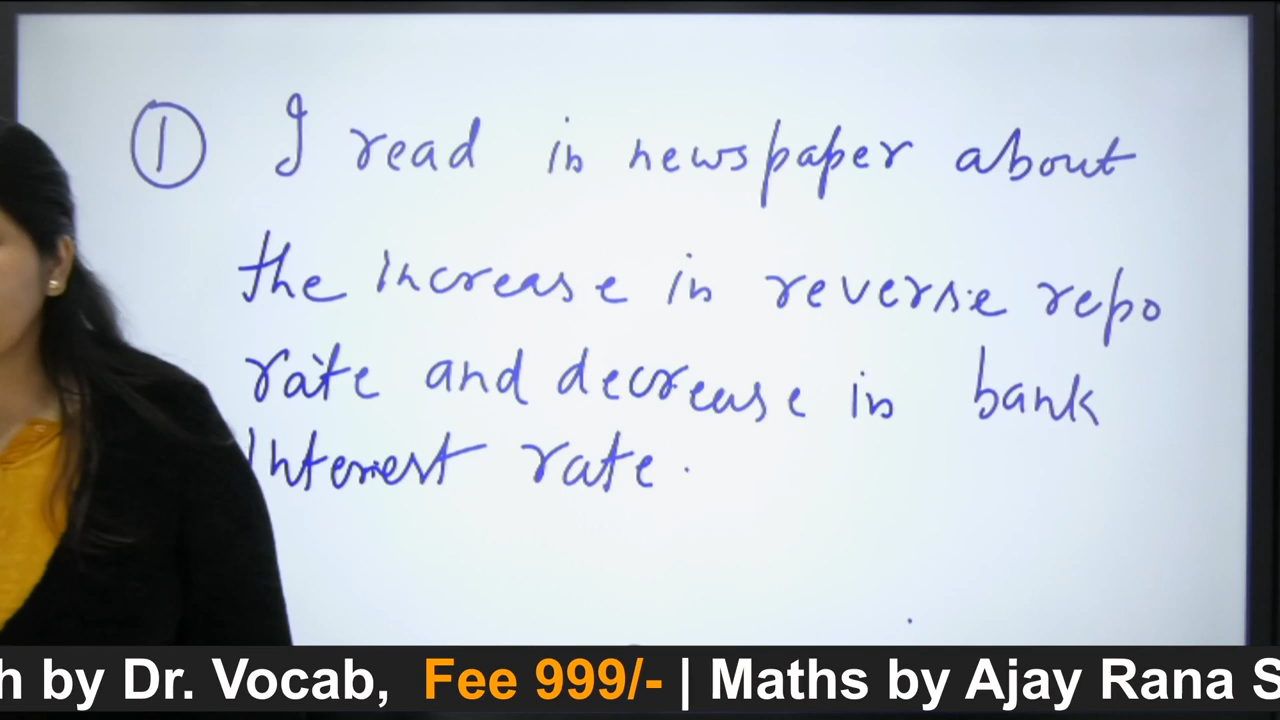 ① I read in newspaper about
the increase in reverse repo
rate and decrease in bank
interest rate.
h by Dr. Vocab, Fee 999/- | Maths by Ajay Rana S